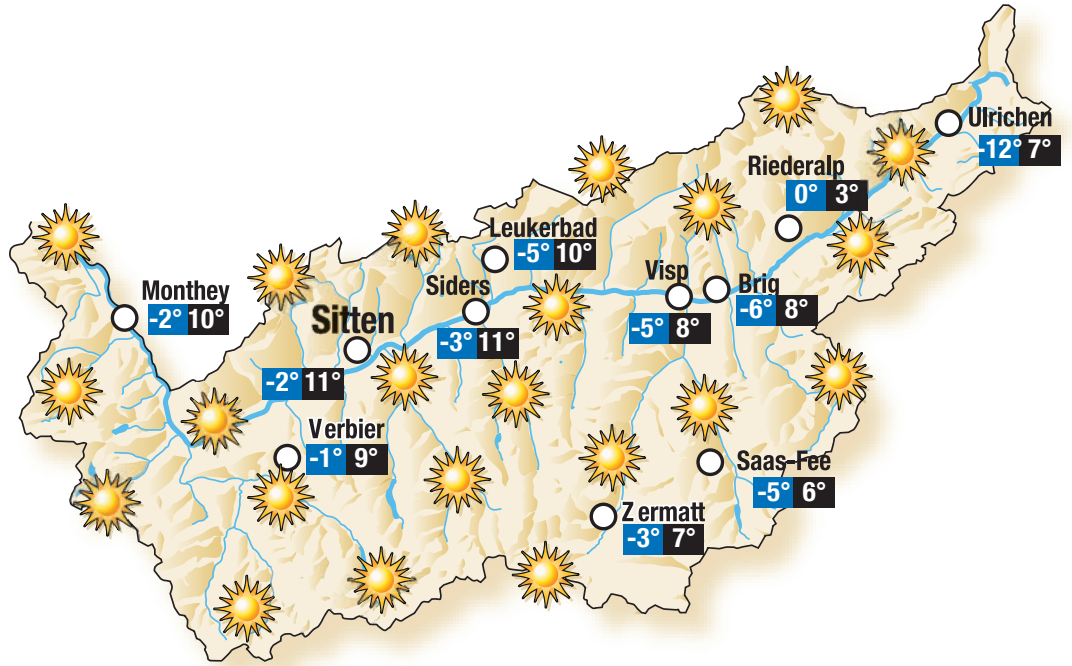 Ulrichen
-12° 7°
Riederalp
0° 3°
Leukerbad
-5° 10°
Visp
-5° 8°
Brig
-6° 8°
Siders
-3° 11°
Monthey
-2° 10°
Sitten
-2° 11°
Verbier
-1° 9°
Saas-Fee
-5° 6°
Zermatt
-3° 7°